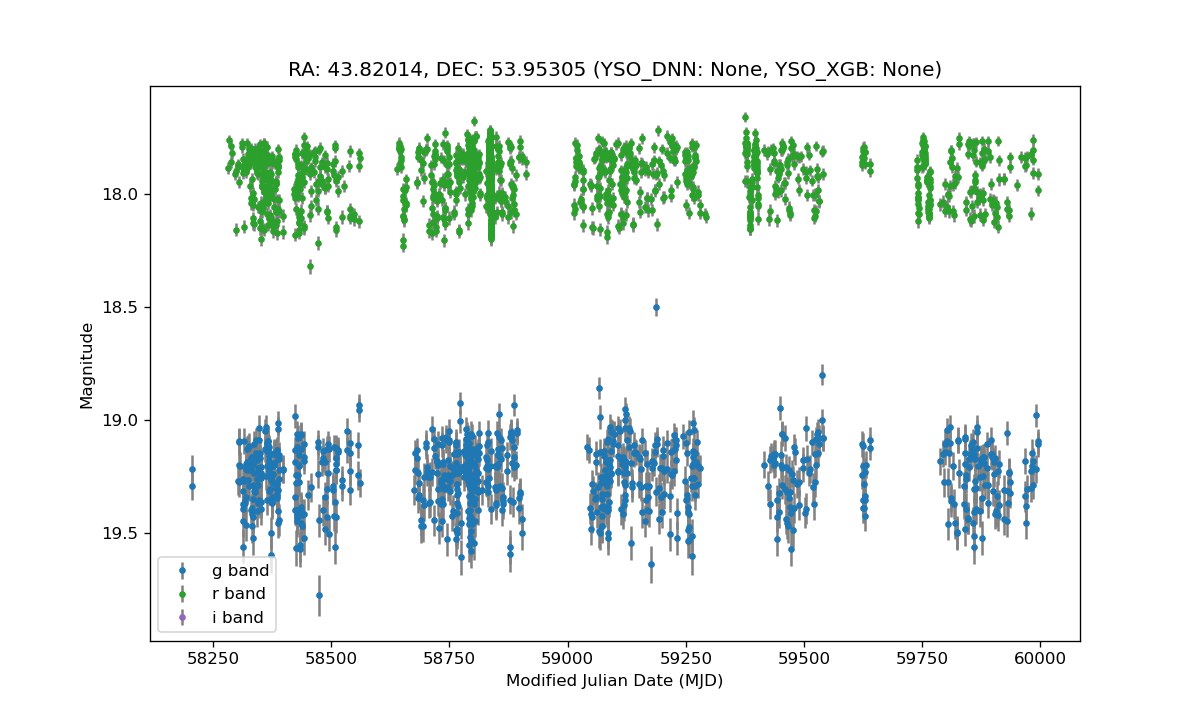 RA: 43.82014, DEC: 53.95305 (YSO_DNN: None, YSO_XGB: None)
18.0
18.5
19.0
19.5
Magnitude
g band
r band
i band
58250 58500 58750 59000 59250 59500 59750 60000
Modified Julian Date (MJD)